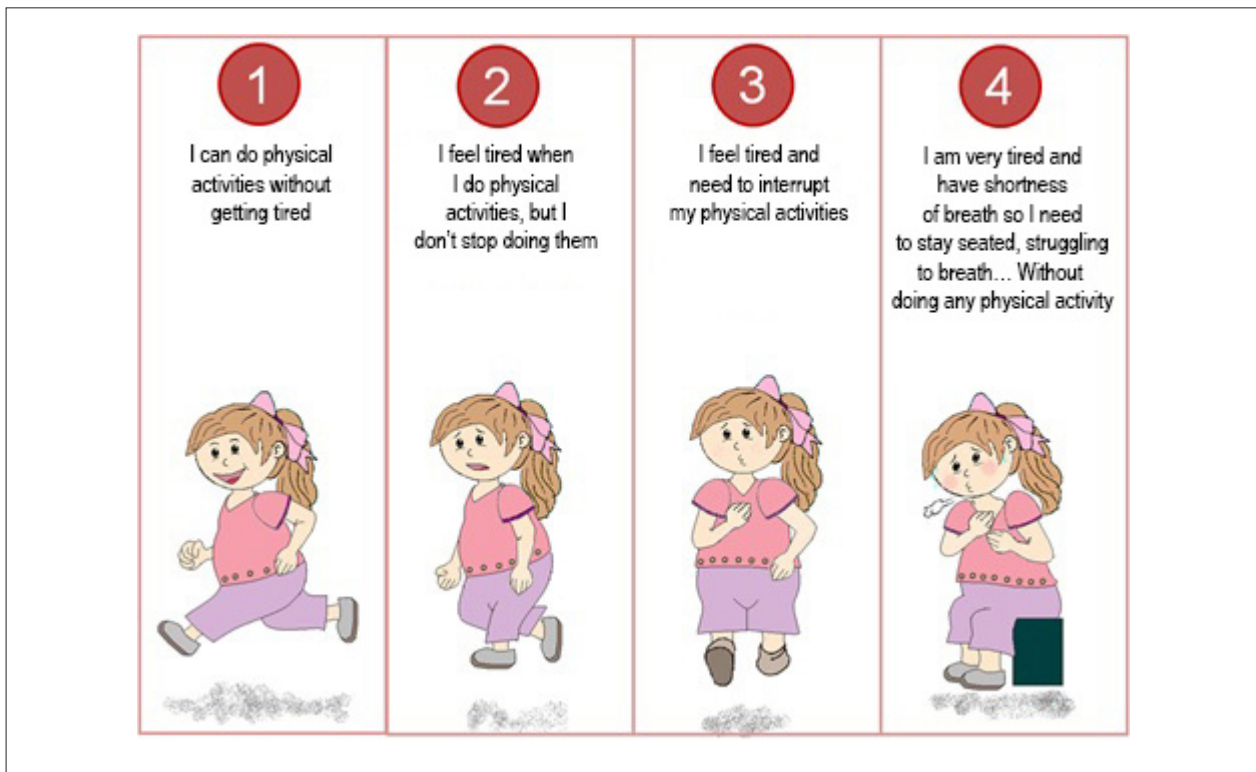 1
I can do physical
activities without
getting tired
2
I feel tired when
I do physical
activities, but I
don't stop doing them
3
I feel tired and
need to interrupt
my physical activities
4
I am very tired and
have shortness
of breath so I need
to stay seated, struggling
to breath... Without
doing any physical activity